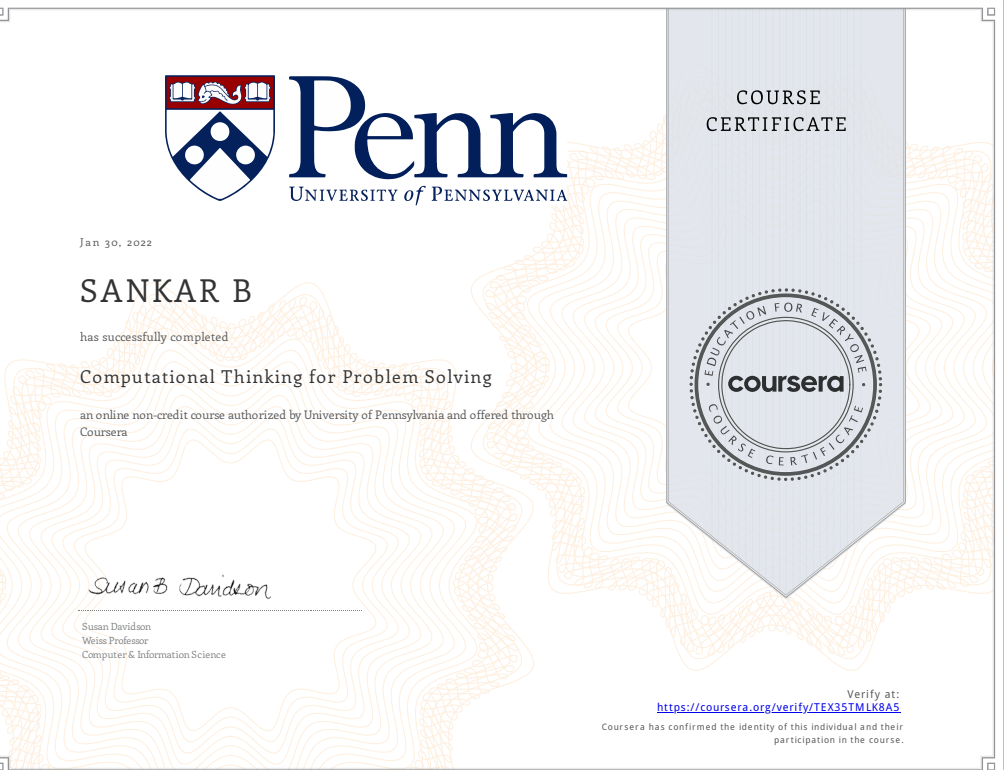 Penn
UNIVERSITY of PENNSYLVANIA
COURSE
CERTIFICATE
Jan 30, 2022
SANKAR B
has successfully completed
Computational Thinking for Problem Solving
an online non-credit course authorized by University of Pennsylvania and offered through
Coursera
EDUCATION FOR EVERYONE
coursera
COURSE CERTIFICATE
Susan B Davidson
Susan Davidson
Weiss Professor
Computer & Information Science
Verify at:
https://coursera.org/verify/TEX35TMLK8A5
Coursera has confirmed the identity of this individual and their
participation in the course.